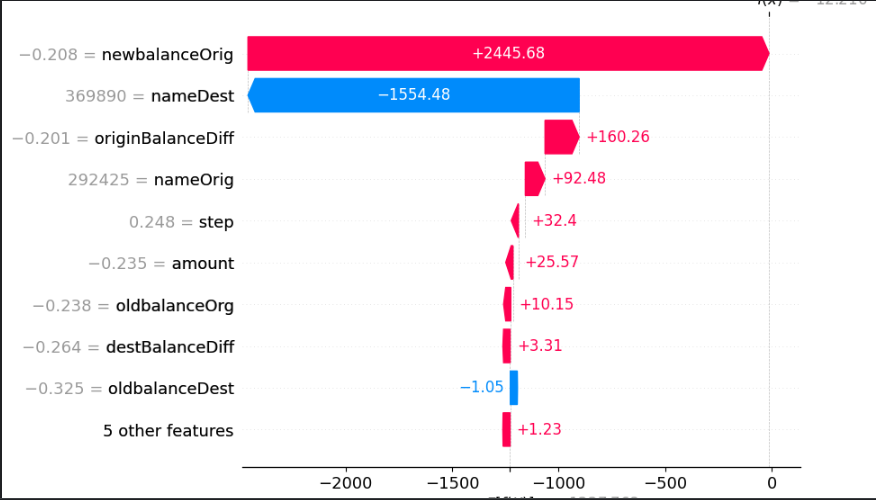 −0.208 = newbalanceOrig +2445.68
369890 = nameDest −1554.48
−0.201 = originBalanceDiff +160.26
292425 = nameOrig +92.48
0.248 = step +32.4
−0.235 = amount +25.57
−0.238 = oldbalanceOrg +10.15
−0.264 = destBalanceDiff +3.31
−0.325 = oldbalanceDest −1.05
5 other features +1.23
−2000 −1500 −1000 −500 0